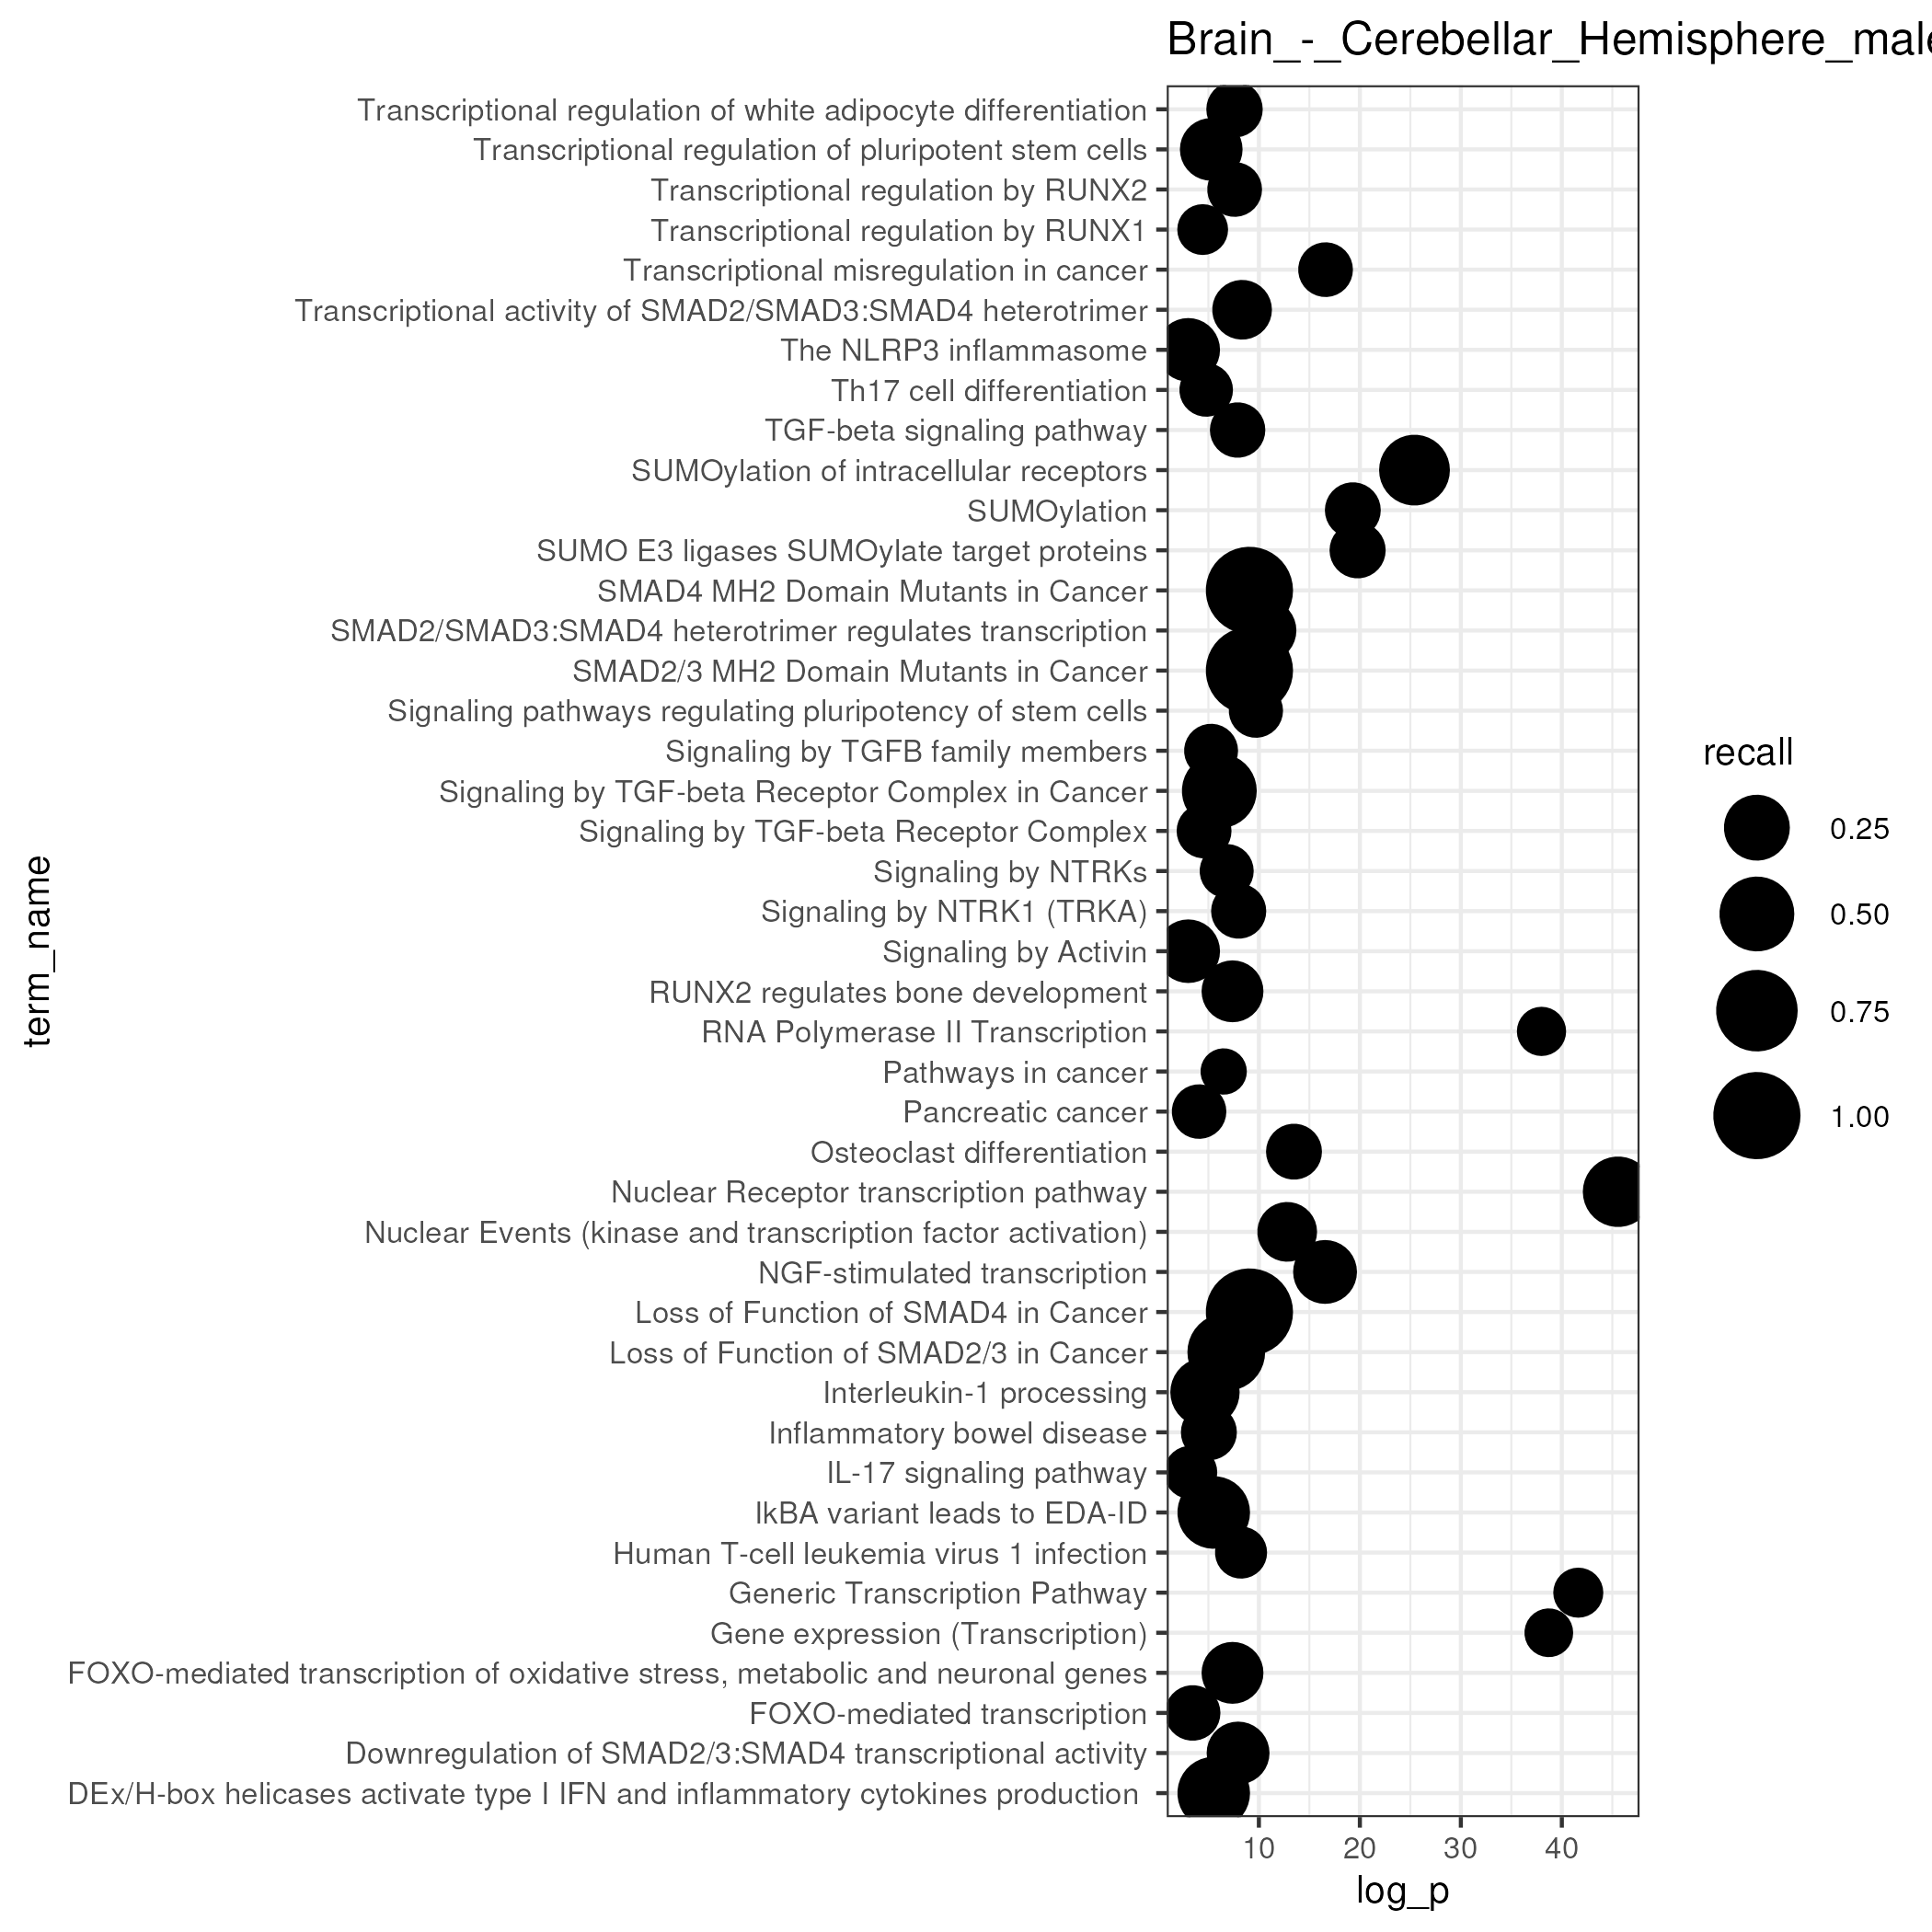 Brain_-_Cerebellar_Hemisphere_male
Transcriptional regulation of white adipocyte differentiation
Transcriptional regulation of pluripotent stem cells
Transcriptional regulation by RUNX2
Transcriptional regulation by RUNX1
Transcriptional misregulation in cancer
Transcriptional activity of SMAD2/SMAD3:SMAD4 heterotrimer
The NLRP3 inflammasome
Th17 cell differentiation
TGF-beta signaling pathway
SUMOylation of intracellular receptors
SUMOylation
SUMO E3 ligases SUMOylate target proteins
SMAD4 MH2 Domain Mutants in Cancer
SMAD2/SMAD3:SMAD4 heterotrimer regulates transcription
SMAD2/3 MH2 Domain Mutants in Cancer
Signaling pathways regulating pluripotency of stem cells
Signaling by TGFB family members
Signaling by TGF-beta Receptor Complex in Cancer
Signaling by TGF-beta Receptor Complex
Signaling by NTRKs
Signaling by NTRK1 (TRKA)
Signaling by Activin
RUNX2 regulates bone development
RNA Polymerase II Transcription
Pathways in cancer
Pancreatic cancer
Osteoclast differentiation
Nuclear Receptor transcription pathway
Nuclear Events (kinase and transcription factor activation)
NGF-stimulated transcription
Loss of Function of SMAD4 in Cancer
Loss of Function of SMAD2/3 in Cancer
Interleukin-1 processing
Inflammatory bowel disease
IL-17 signaling pathway
IkBA variant leads to EDA-ID
Human T-cell leukemia virus 1 infection
Generic Transcription Pathway
Gene expression (Transcription)
FOXO-mediated transcription of oxidative stress, metabolic and neuronal genes
FOXO-mediated transcription
Downregulation of SMAD2/3:SMAD4 transcriptional activity
DEx/H-box helicases activate type I IFN and inflammatory cytokines production
term_name
10 20 30 40
log_p
recall
0.25
0.50
0.75
1.00